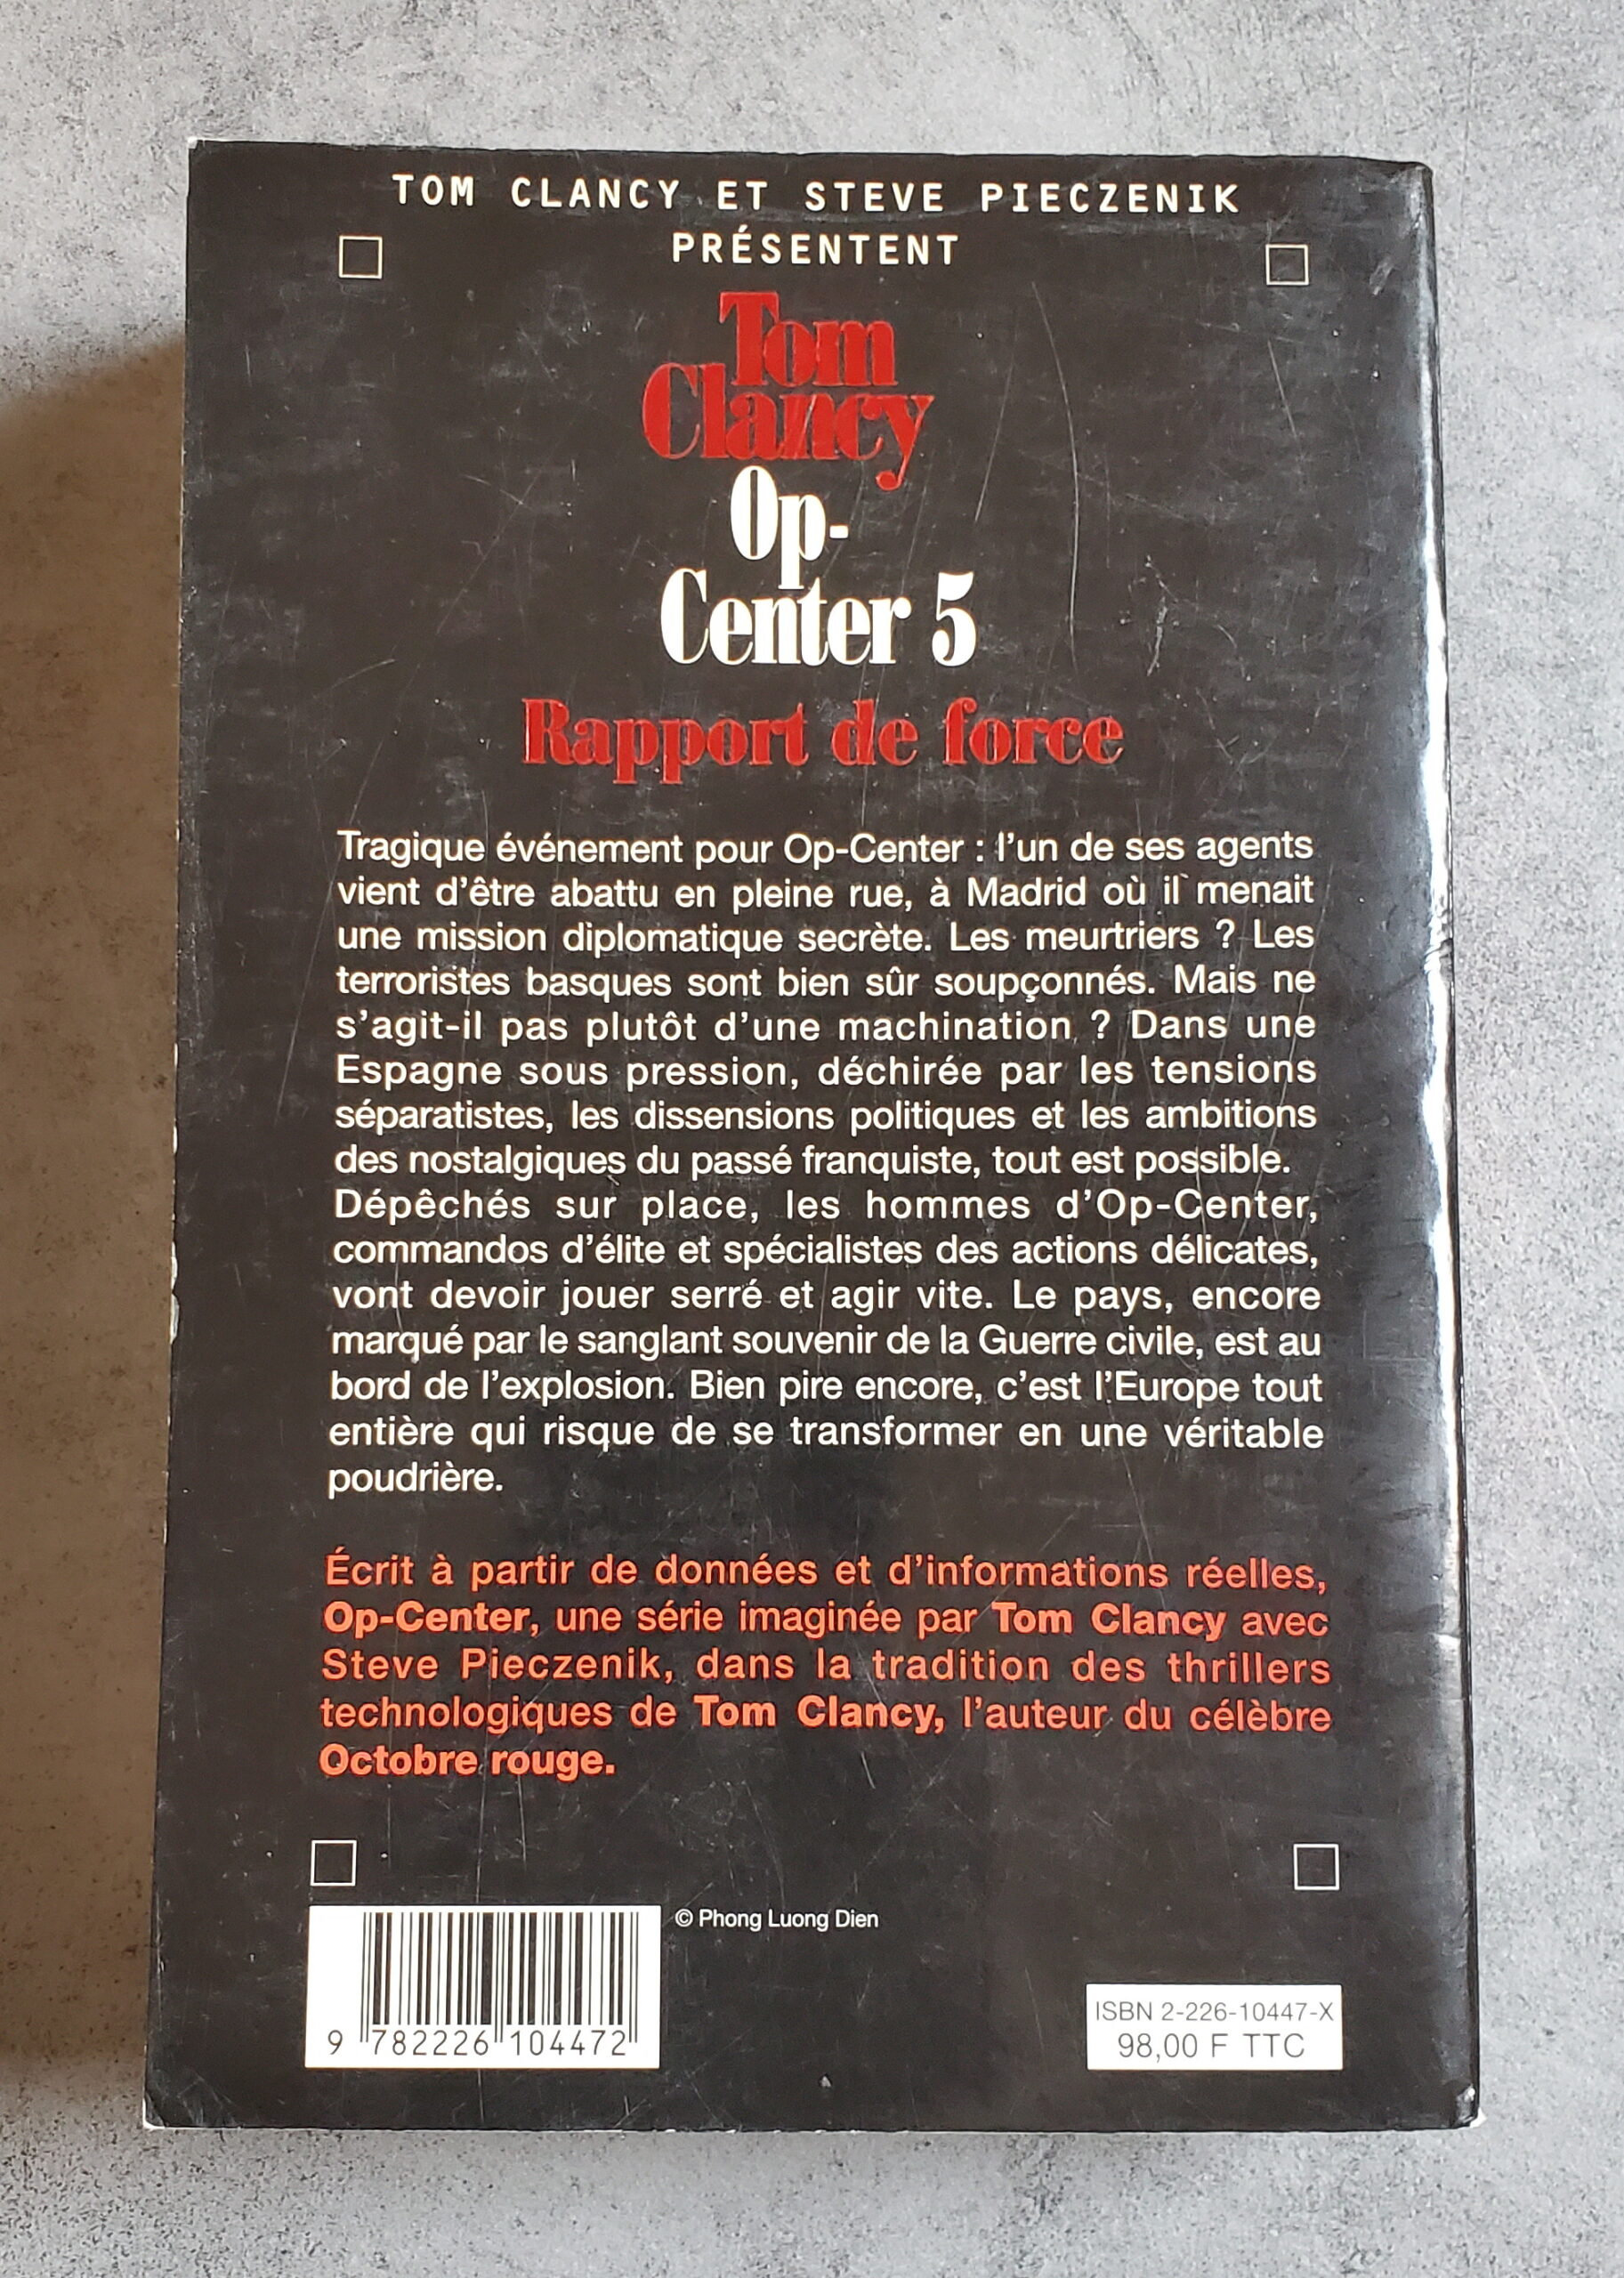 TOM CLANCY ET STEVE PIECZENIK
PRÉSENTENT
Tom
Clancy
Op-
Center 5
Rapport de force
Tragique événement pour Op-Center : l'un de ses agents
vient d'être abattu en pleine rue, à Madrid où il menait
une mission diplomatique secrète. Les meurtriers ? Les
terroristes basques sont bien sûr soupçonnés. Mais ne
s'agit-il pas plutôt d'une machination ? Dans une
Espagne sous pression, déchirée par les tensions
séparatistes, les dissensions politiques et les ambitions
des nostalgiques du passé franquiste, tout est possible.
Dépêchés sur place, les hommes d'Op-Center,
commandos d'élite et spécialistes des actions délicates,
vont devoir jouer serré et agir vite. Le pays, encore
marqué par le sanglant souvenir de la Guerre civile, est au
bord de l'explosion. Bien pire encore, c'est l'Europe tout
entière qui risque de se transformer en une véritable
poudrière.
Écrit à partir de données et d'informations réelles,
Op-Center, une série imaginée par Tom Clancy avec
Steve Pieczenik, dans la tradition des thrillers
technologiques de Tom Clancy, l'auteur du célèbre
Octobre rouge.
© Phong Luong Dien
9 782226 104472
ISBN 2-226-10447-X
98,00 F TTC